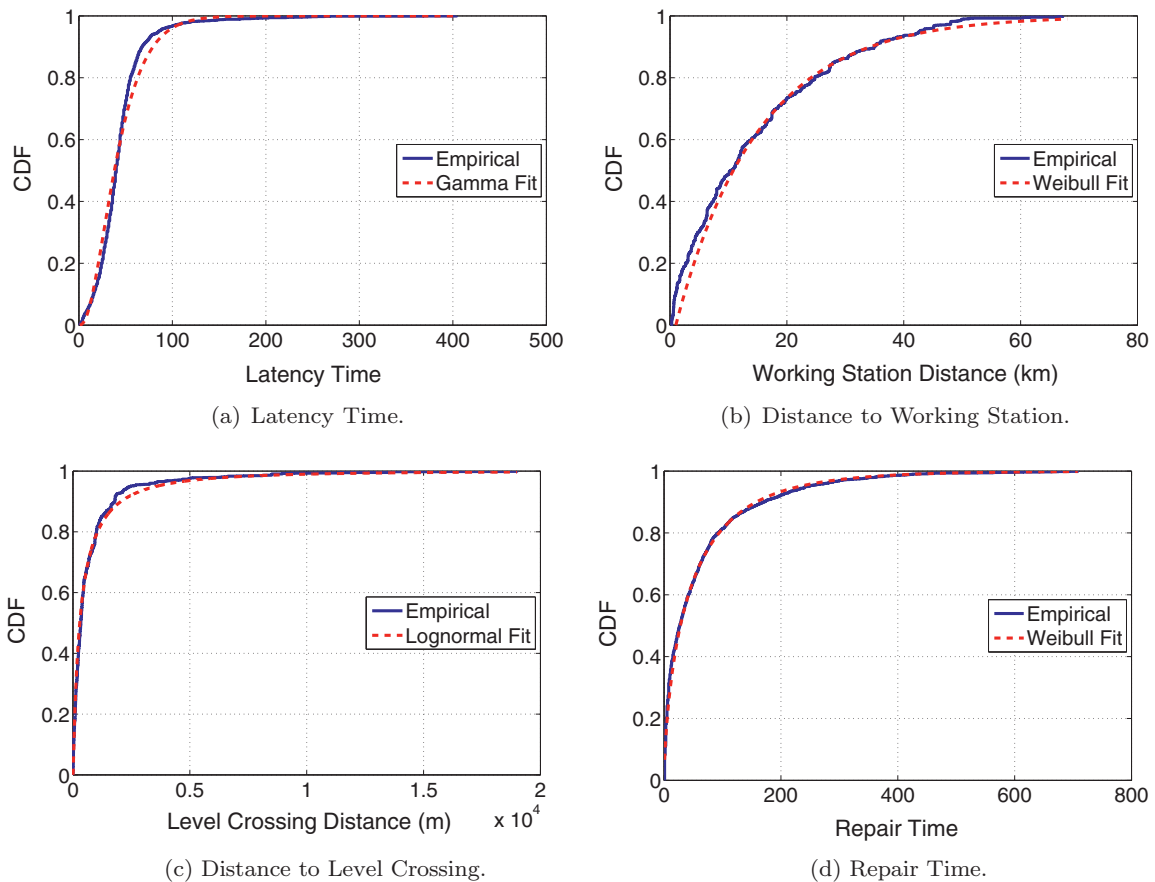 1
0.8
0.6
0.4
0.2
0
CDF
Empirical
Gamma Fit
0 100 200 300 400 500
Latency Time
(a) Latency Time.
1
0.8
0.6
0.4
0.2
0
CDF
Empirical
Weibull Fit
0 20 40 60 80
Working Station Distance (km)
(b) Distance to Working Station.
1
0.8
0.6
0.4
0.2
0
CDF
Empirical
Lognormal Fit
0 0.5 1 1.5 2
x 10^4
Level Crossing Distance (m)
(c) Distance to Level Crossing.
1
0.8
0.6
0.4
0.2
0
CDF
Empirical
Weibull Fit
0 200 400 600 800
Repair Time
(d) Repair Time.